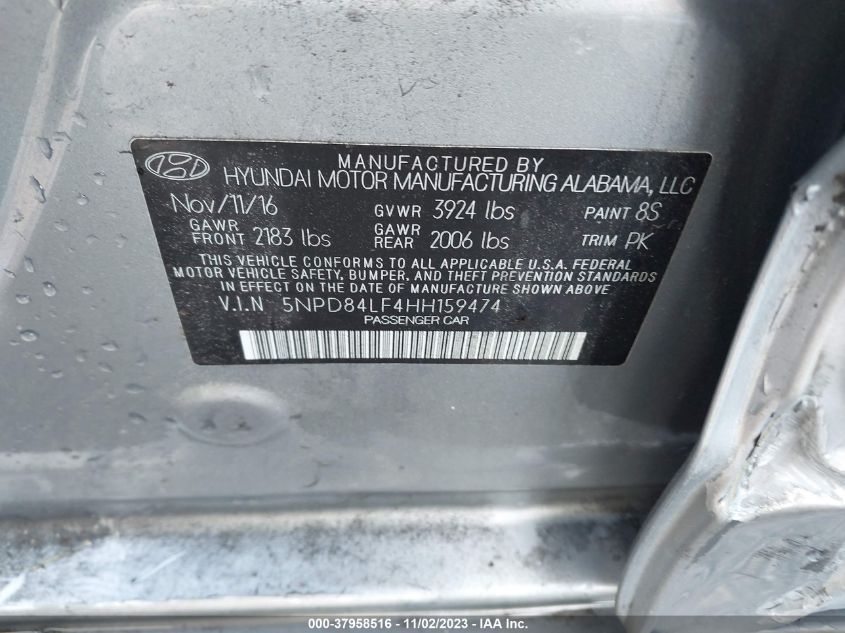 MANUFACTURED BY
HYUNDAI MOTOR MANUFACTURING ALABAMA, LLC
Nov/11/16 GVWR 3924 lbs PAINT 8S
GAWR FRONT 2183 lbs GAWR REAR 2006 lbs TRIM PK
THIS VEHICLE CONFORMS TO ALL APPLICABLE U.S.A. FEDERAL
MOTOR VEHICLE SAFETY, BUMPER, AND THEFT PREVENTION STANDARDS
IN EFFECT ON THE DATE OF MANUFACTURE SHOWN ABOVE.
V.I.N 5NPD84LF4HH159474
PASSENGER CAR
000-37958516 - 11/02/2023 - IAA Inc.